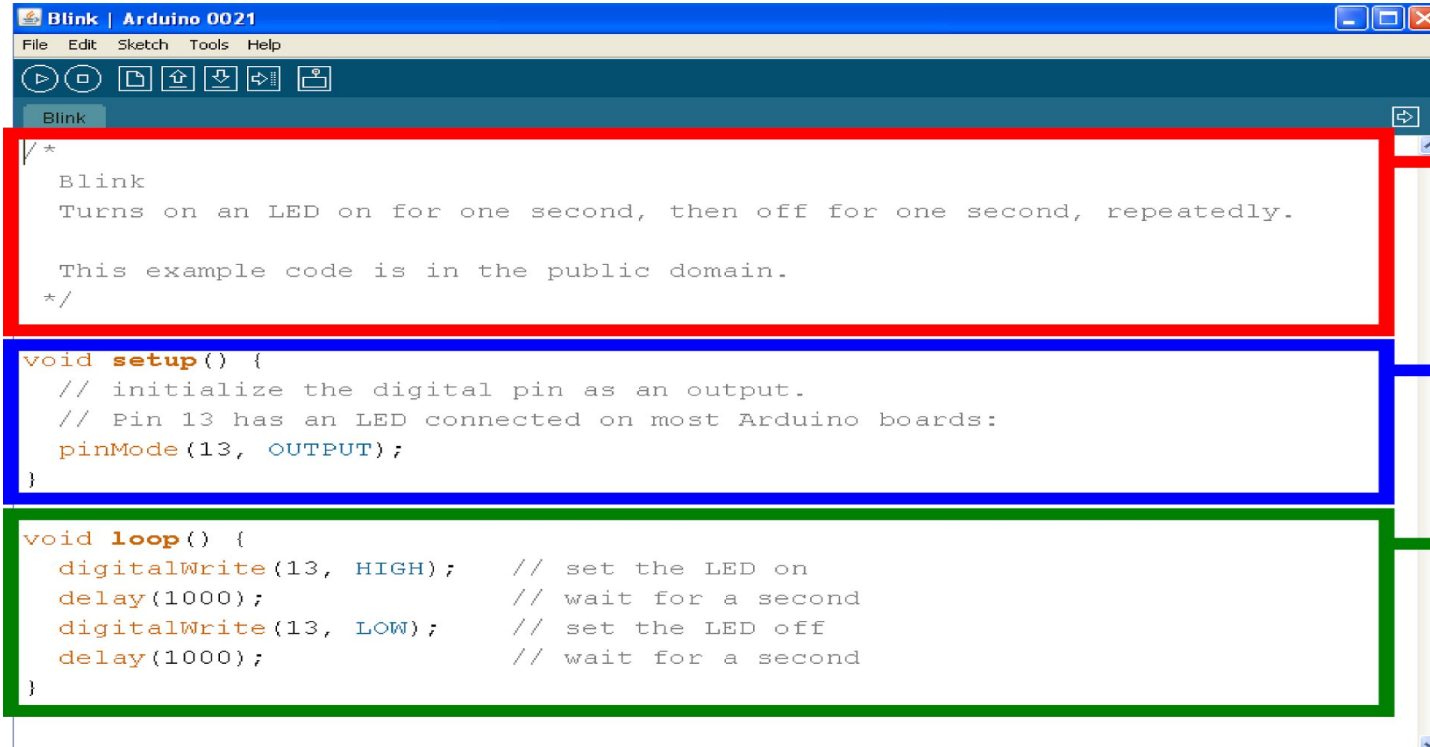 Blink | Arduino 0021
File Edit Sketch Tools Help
Blink
/*
  Blink
  Turns on an LED on for one second, then off for one second, repeatedly.

  This example code is in the public domain.
 */
void setup() {
  // initialize the digital pin as an output.
  // Pin 13 has an LED connected on most Arduino boards:
  pinMode(13, OUTPUT);
}
void loop() {
  digitalWrite(13, HIGH);   // set the LED on
  delay(1000);              // wait for a second
  digitalWrite(13, LOW);    // set the LED off
  delay(1000);              // wait for a second
}